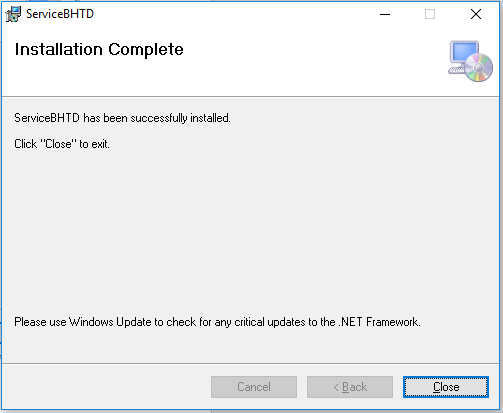 ServiceBHTD
Installation Complete
ServiceBHTD has been successfully installed.
Click "Close" to exit.
Please use Windows Update to check for any critical updates to the .NET Framework.
Cancel
< Back
Close